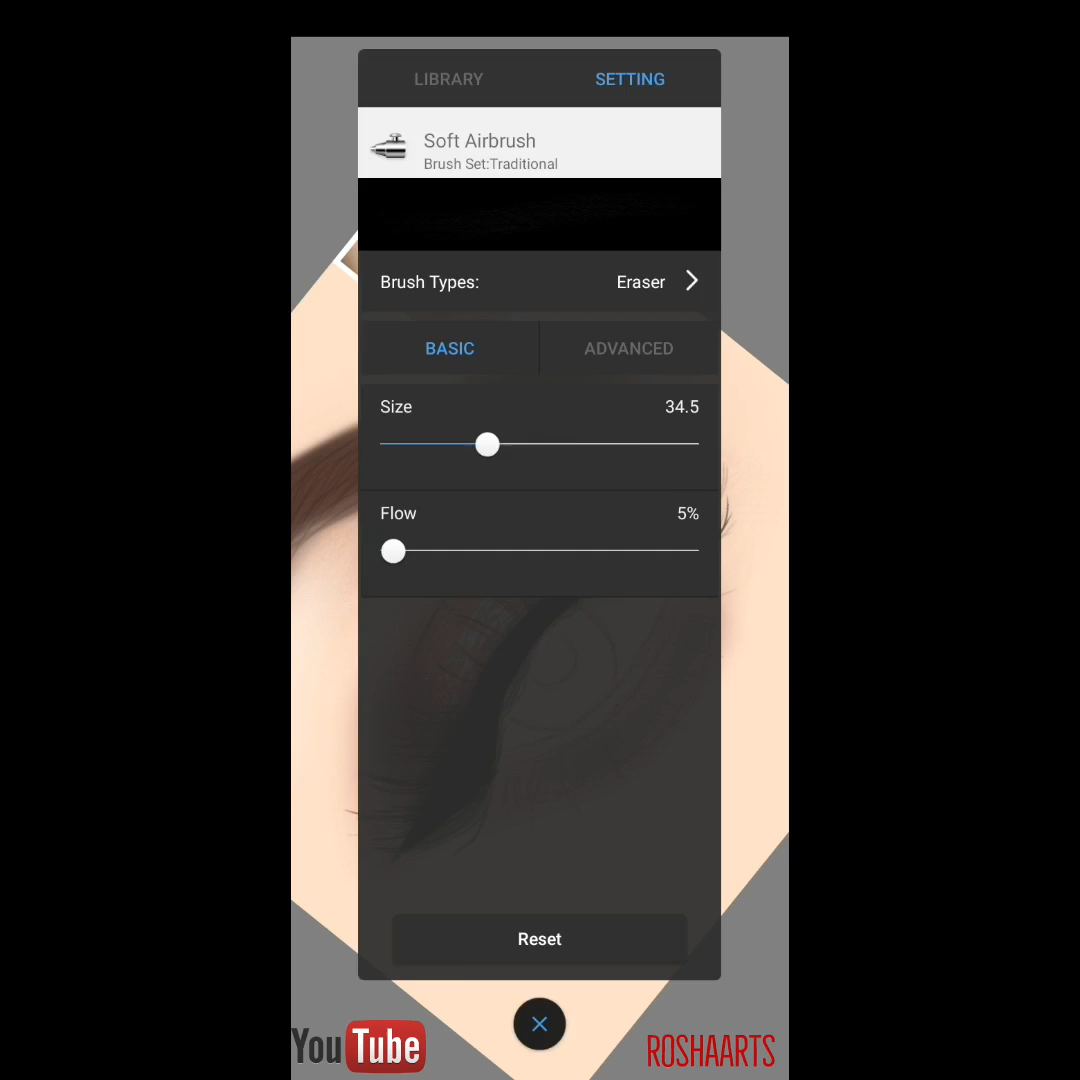 LIBRARY SETTING
Soft Airbrush
Brush Set:Traditional
Brush Types: Eraser
BASIC ADVANCED
Size 34.5
Flow 5%
Reset
YouTube ROSHAARTS